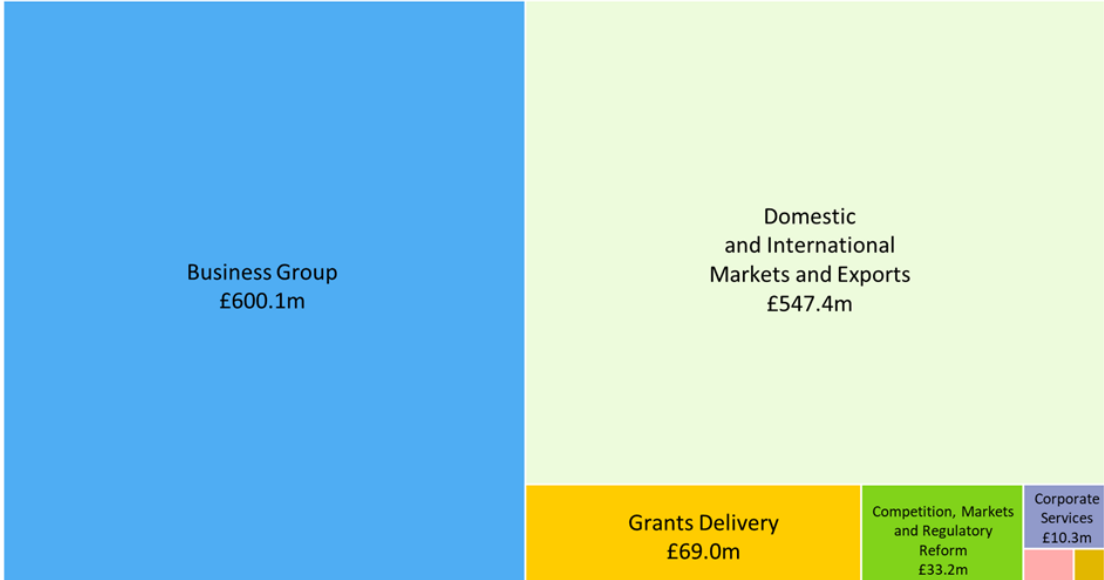 Business Group
£600.1m
Domestic
and International
Markets and Exports
£547.4m
Grants Delivery
£69.0m
Competition, Markets
and Regulatory
Reform
£33.2m
Corporate
Services
£10.3m